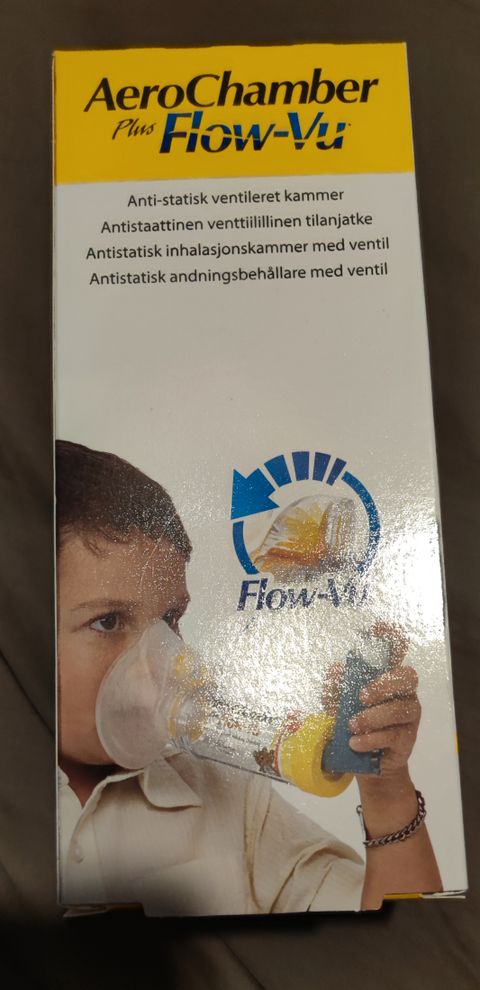 AeroChamber
Plus Flow-Vu
Anti-statisk ventileret kammer
Antistaattinen venttiilillinen tilanjatke
Antistatisk inhalasjonskammer med ventil
Antistatisk andningsbehållare med ventil
Flow-Vu